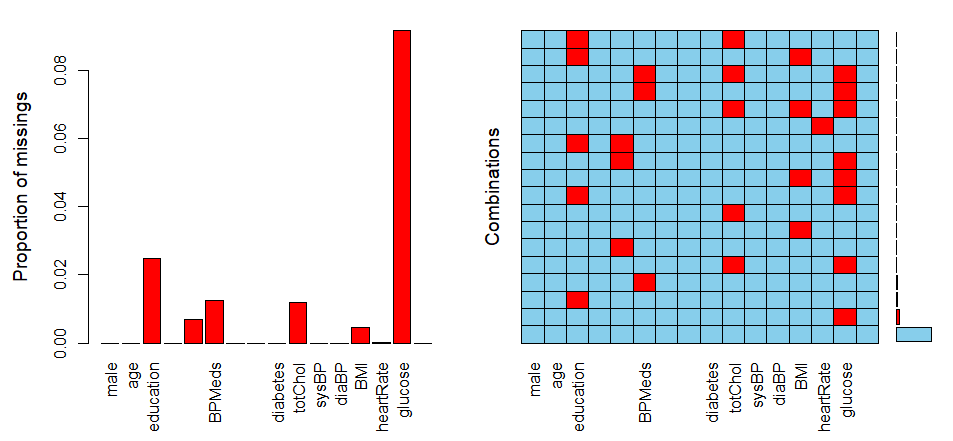 Proportion of missings
0.00
0.02
0.04
0.06
0.08
male
age
education
BPMeds
diabetes
totChol
sysBP
diaBP
BMI
heartRate
glucose
Combinations
male
age
education
BPMeds
diabetes
totChol
sysBP
diaBP
BMI
heartRate
glucose